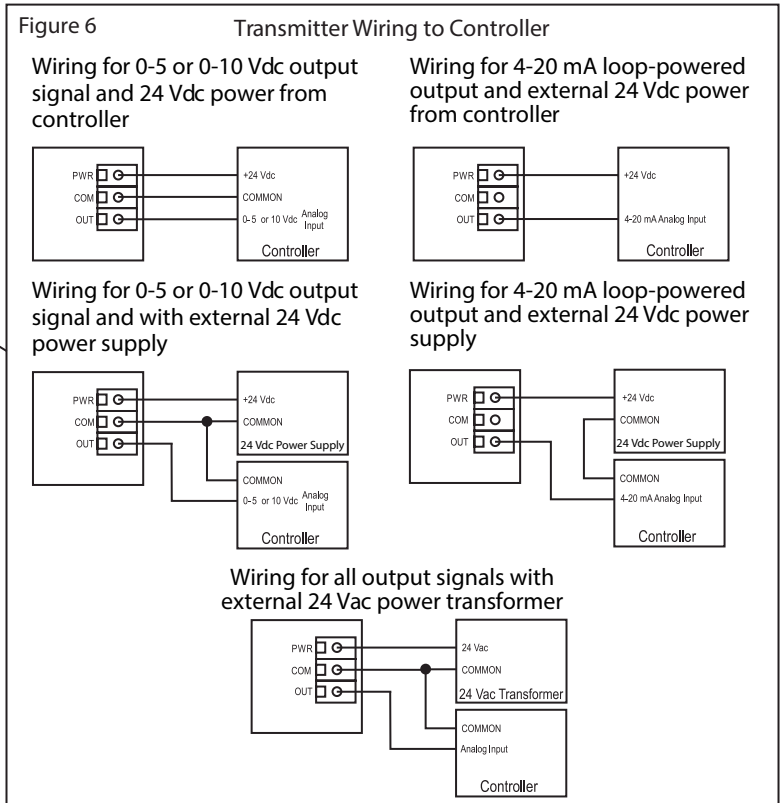 Figure 6
Transmitter Wiring to Controller
Wiring for 0-5 or 0-10 Vdc output
signal and 24 Vdc power from
controller
PWR
COM
OUT
+24 Vdc
COMMON
0-5 or 10 Vdc Analog
Input
Controller
Wiring for 4-20 mA loop-powered
output and external 24 Vdc power
from controller
PWR
COM
OUT
+24 Vdc
4-20 mA Analog Input
Controller
Wiring for 0-5 or 0-10 Vdc output
signal and with external 24 Vdc
power supply
PWR
COM
OUT
+24 Vdc
COMMON
24 Vdc Power Supply
COMMON
0-5 or 10 Vdc Analog
Input
Controller
Wiring for 4-20 mA loop-powered
output and external 24 Vdc power
supply
PWR
COM
OUT
+24 Vdc
COMMON
24 Vdc Power Supply
COMMON
4-20 mA Analog Input
Controller
Wiring for all output signals with
external 24 Vac power transformer
PWR
COM
OUT
24 Vac
COMMON
24 Vac Transformer
COMMON
Analog Input
Controller